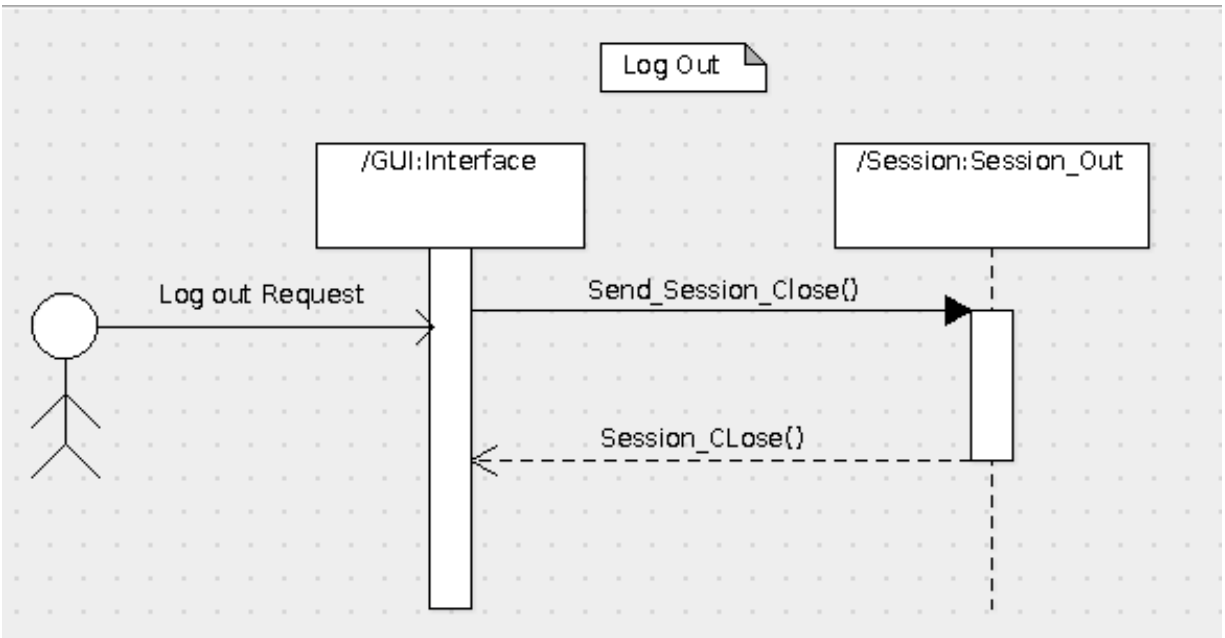 Log Out
/GUI:Interface
/Session:Session_Out
Log out Request
Send_Session_Close()
Session_CLose()